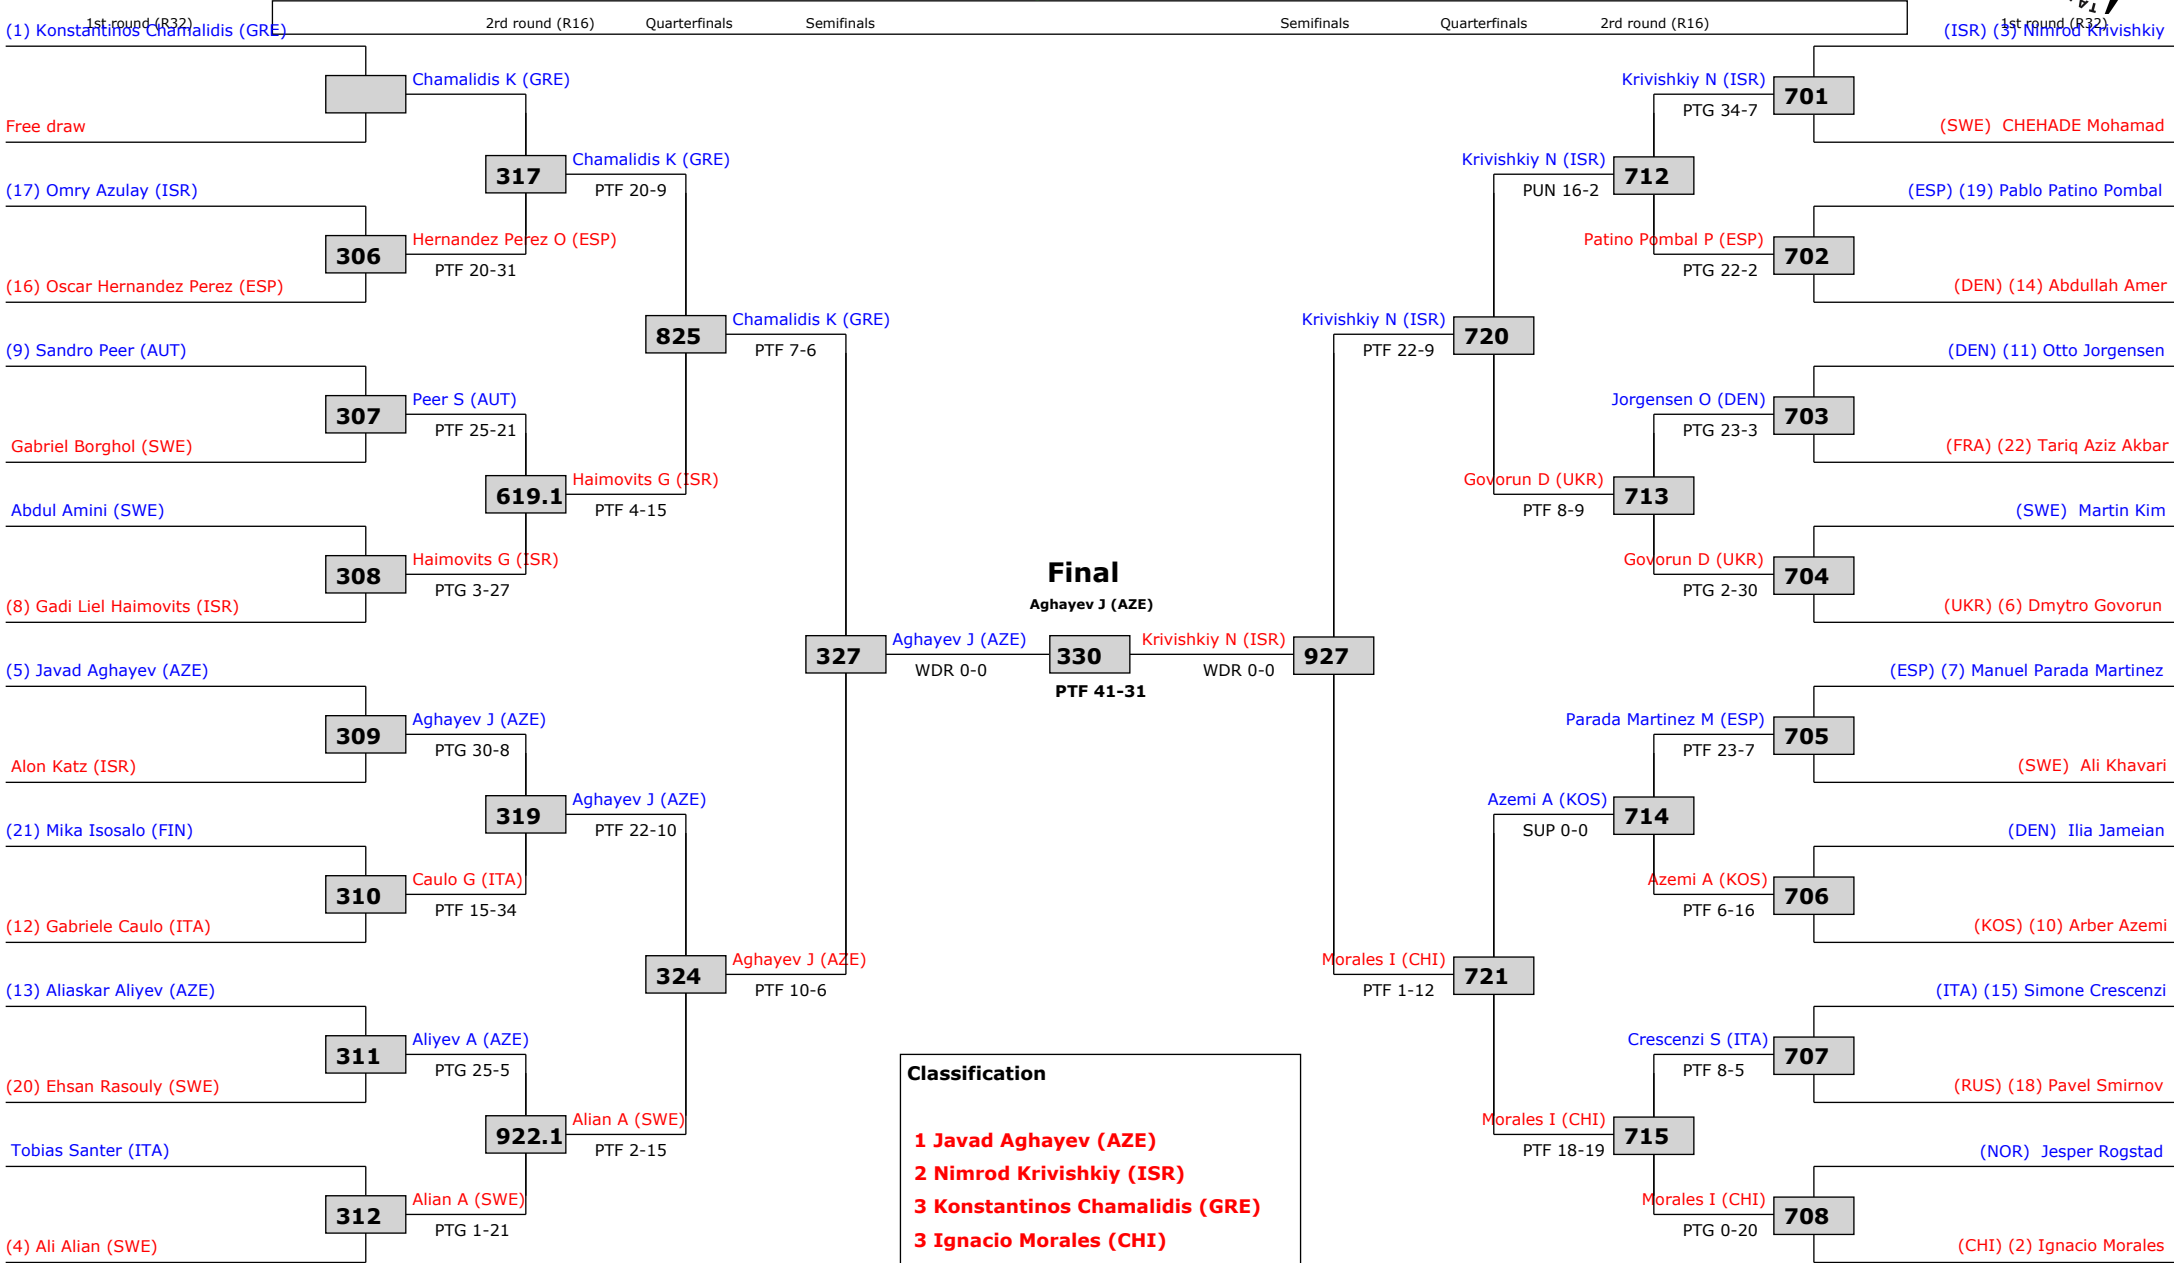 1st round (R32)
2nd round (R16)
Quarterfinals
Semifinals
Semifinals
Quarterfinals
2nd round (R16)
1st round (R32)
(1) Konstantinos Chamalidis (GRE)
Free draw
(17) Omry Azulay (ISR)
(16) Oscar Hernandez Perez (ESP)
(9) Sandro Peer (AUT)
Gabriel Borghol (SWE)
Abdul Amini (SWE)
(8) Gadi Liel Haimovits (ISR)
(5) Javad Aghayev (AZE)
Alon Katz (ISR)
(21) Mika Isosalo (FIN)
(12) Gabriele Caulo (ITA)
(13) Aliaskar Aliyev (AZE)
(20) Ehsan Rasouly (SWE)
Tobias Santer (ITA)
(4) Ali Alian (SWE)
Chamalidis K (GRE)
306
Hernandez Perez O (ESP)
PTF 20-31
307
Peer S (AUT)
PTF 25-21
308
Haimovits G (ISR)
PTG 3-27
309
Aghayev J (AZE)
PTG 30-8
310
Caulo G (ITA)
PTF 15-34
311
Aliyev A (AZE)
PTG 25-5
312
Alian A (SWE)
PTG 1-21
317
Chamalidis K (GRE)
PTF 20-9
619.1
Haimovits G (ISR)
PTF 4-15
319
Aghayev J (AZE)
PTF 22-10
922.1
Alian A (SWE)
PTF 2-15
825
Chamalidis K (GRE)
PTF 7-6
324
Aghayev J (AZE)
PTF 10-6
327
Aghayev J (AZE)
WDR 0-0
Final
Aghayev J (AZE)
330
PTF 41-31
Krivishkiy N (ISR)
WDR 0-0
927
Krivishkiy N (ISR)
PTF 22-9
720
Morales I (CHI)
PTF 1-12
721
Krivishkiy N (ISR)
PUN 16-2
712
Govorun D (UKR)
PTF 8-9
713
Azemi A (KOS)
SUP 0-0
714
Morales I (CHI)
PTF 18-19
715
Krivishkiy N (ISR)
PTG 34-7
701
Patino Pombal P (ESP)
PTG 22-2
702
Jorgensen O (DEN)
PTG 23-3
703
Govorun D (UKR)
PTG 2-30
704
Parada Martinez M (ESP)
PTF 23-7
705
Azemi A (KOS)
PTF 6-16
706
Crescenzi S (ITA)
PTF 8-5
707
Morales I (CHI)
PTG 0-20
708
(ISR) (3) Nimrod Krivishkiy
(SWE) CHEHADE Mohamad
(ESP) (19) Pablo Patino Pombal
(DEN) (14) Abdullah Amer
(DEN) (11) Otto Jorgensen
(FRA) (22) Tariq Aziz Akbar
(SWE) Martin Kim
(UKR) (6) Dmytro Govorun
(ESP) (7) Manuel Parada Martinez
(SWE) Ali Khavari
(DEN) Ilia Jameian
(KOS) (10) Arber Azemi
(ITA) (15) Simone Crescenzi
(RUS) (18) Pavel Smirnov
(NOR) Jesper Rogstad
(CHI) (2) Ignacio Morales
Classification
1 Javad Aghayev (AZE)
2 Nimrod Krivishkiy (ISR)
3 Konstantinos Chamalidis (GRE)
3 Ignacio Morales (CHI)